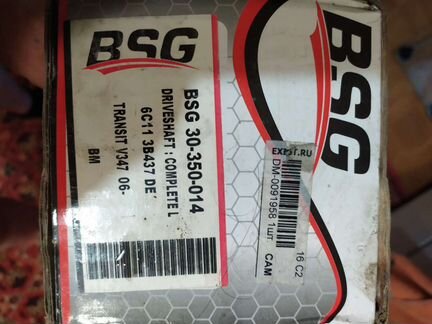 BSG
BSG 30-350-014
DRIVESHAFT : COMPLETE L
6C11 3B437 DE
TRANSIT V347 06-
BM
BSG
EXIST.RU
DM-0091958 1шт.
16 C2
CAM